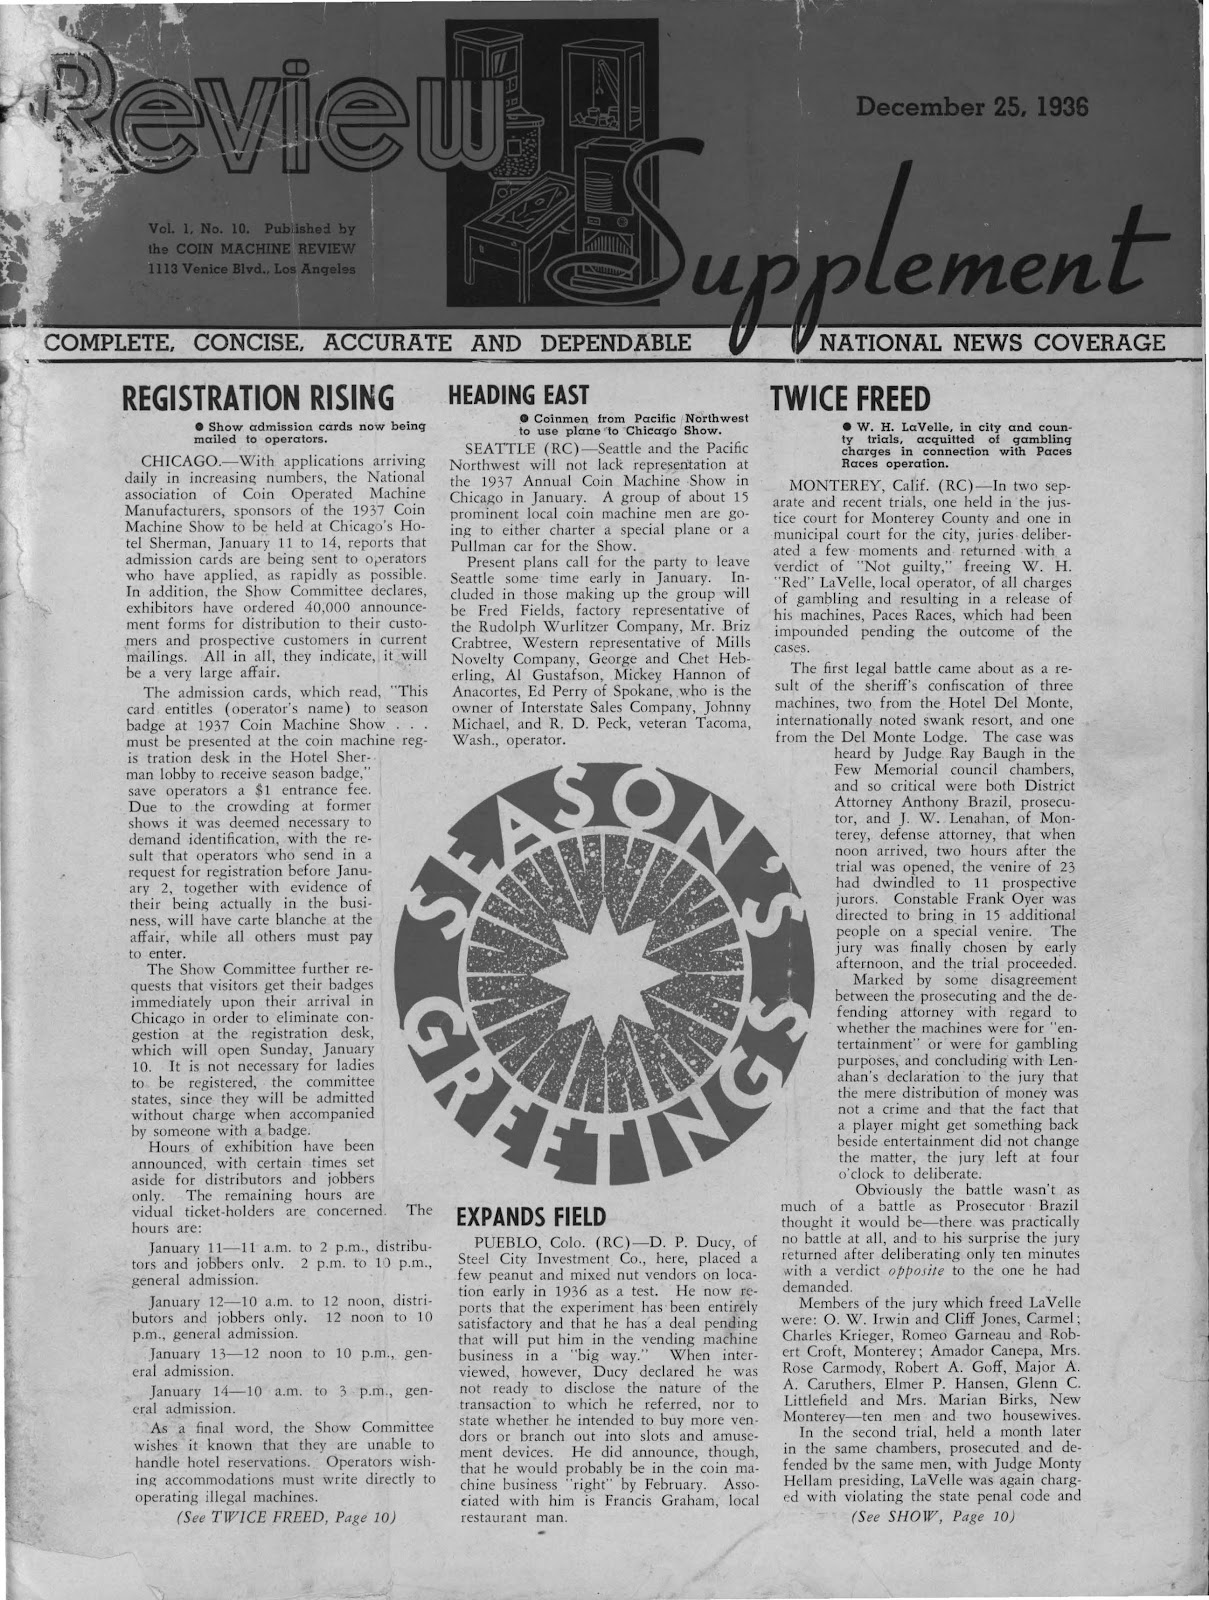 Review
December 25, 1936
Supplement
Vol. 1, No. 10. Published by
the COIN MACHINE REVIEW
1113 Venice Blvd., Los Angeles
COMPLETE, CONCISE, ACCURATE AND DEPENDABLE NATIONAL NEWS COVERAGE
REGISTRATION RISING
● Show admission cards now being
mailed to operators.
CHICAGO.—With applications arriving
daily in increasing numbers, the National
association of Coin Operated Machine
Manufacturers, sponsors of the 1937 Coin
Machine Show to be held at Chicago's Ho-
tel Sherman, January 11 to 14, reports that
admission cards are being sent to operators
who have applied, as rapidly as possible.
In addition, the Show Committee declares,
exhibitors have ordered 40,000 announce-
ment forms for distribution to their custo-
mers and prospective customers in current
mailings. All in all, they indicate, it will
be a very large affair.
The admission cards, which read, "This
card entitles (operator's name) to season
badge at 1937 Coin Machine Show . . .
must be presented at the coin machine reg-
is tration desk in the Hotel Sher-
man lobby to receive season badge,"
save operators a $1 entrance fee.
Due to the crowding at former
shows it was deemed necessary to
demand identification, with the re-
sult that operators who send in a
request for registration before Janu-
ary 2, together with evidence of
their being actually in the busi-
ness, will have carte blanche at the
affair, while all others must pay
to enter.
The Show Committee further re-
quests that visitors get their badges
immediately upon their arrival in
Chicago in order to eliminate con-
gestion at the registration desk,
which will open Sunday, January
10. It is not necessary for ladies
to be registered, the committee
states, since they will be admitted
without charge when accompanied
by someone with a badge.
Hours of exhibition have been
announced, with certain times set
aside for distributors and jobbers
only. The remaining hours are
vidual ticket-holders are concerned. The
hours are:
January 11—11 a.m. to 2 p.m., distribu-
tors and jobbers only. 2 p.m. to 10 p.m.,
general admission.
January 12—10 a.m. to 12 noon, distri-
butors and jobbers only. 12 noon to 10
p.m., general admission.
January 13—12 noon to 10 p.m., gen-
eral admission.
January 14—10 a.m. to 3 p.m., gen-
eral admission.
As a final word, the Show Committee
wishes it known that they are unable to
handle hotel reservations. Operators wish-
ing accommodations must write directly to
operating illegal machines.
(See TWICE FREED, Page 10)
HEADING EAST
● Coinmen from Pacific Northwest
to use plane to Chicago Show.
SEATTLE (RC)—Seattle and the Pacific
Northwest will not lack representation at
the 1937 Annual Coin Machine Show in
Chicago in January. A group of about 15
prominent local coin machine men are go-
ing to either charter a special plane or a
Pullman car for the Show.
Present plans call for the party to leave
Seattle some time early in January. In-
cluded in those making up the group will
be Fred Fields, factory representative of
the Rudolph Wurlitzer Company, Mr. Briz
Crabtree, Western representative of Mills
Novelty Company, George and Chet Heb-
erling, Al Gustafson, Mickey Hannon of
Anacortes, Ed Perry of Spokane, who is the
owner of Interstate Sales Company, Johnny
Michael, and R. D. Peck, veteran Tacoma,
Wash., operator.
SEASON'S
GREETINGS
EXPANDS FIELD
PUEBLO, Colo. (RC)—D. P. Ducy, of
Steel City Investment Co., here, placed a
few peanut and mixed nut vendors on loca-
tion early in 1936 as a test. He now re-
ports that the experiment has been entirely
satisfactory and that he has a deal pending
that will put him in the vending machine
business in a "big way." When inter-
viewed, however, Ducy declared he was
not ready to disclose the nature of the
transaction to which he referred, nor to
state whether he intended to buy more ven-
dors or branch out into slots and amuse-
ment devices. He did announce, though,
that he would probably be in the coin ma-
chine business "right" by February. Asso-
ciated with him is Francis Graham, local
restaurant man.
TWICE FREED
● W. H. LaVelle, in city and coun-
ty trials, acquitted of gambling
charges in connection with Paces
Races operation.
MONTEREY, Calif. (RC)—In two sep-
arate and recent trials, one held in the jus-
tice court for Monterey County and one in
municipal court for the city, juries deliber-
ated a few moments and returned with a
verdict of "Not guilty," freeing W. H.
"Red" LaVelle, local operator, of all charges
of gambling and resulting in a release of
his machines, Paces Races, which had been
impounded pending the outcome of the
cases.
The first legal battle came about as a re-
sult of the sheriff's confiscation of three
machines, two from the Hotel Del Monte,
internationally noted swank resort, and one
from the Del Monte Lodge. The case was
heard by Judge Ray Baugh in the
Few Memorial council chambers,
and so critical were both District
Attorney Anthony Brazil, prosecu-
tor, and J. W. Lenahan, of Mon-
terey, defense attorney, that when
noon arrived, two hours after the
trial was opened, the venire of 23
had dwindled to 11 prospective
jurors. Constable Frank Oyer was
directed to bring in 15 additional
people on a special venire. The
jury was finally chosen by early
afternoon, and the trial proceeded.
Marked by some disagreement
between the prosecuting and the de-
fending attorney with regard to
whether the machines were for "en-
tertainment" or were for gambling
purposes, and concluding with Len-
ahan's declaration to the jury that
the mere distribution of money was
not a crime and that the fact that
a player might get something back
beside entertainment did not change
the matter, the jury left at four
o'clock to deliberate.
Obviously the battle wasn't as
much of a battle as Prosecutor Brazil
thought it would be—there was practically
no battle at all, and to his surprise the jury
returned after deliberating only ten minutes
with a verdict opposite to the one he had
demanded.
Members of the jury which freed LaVelle
were: O. W. Irwin and Cliff Jones, Carmel;
Charles Krieger, Romeo Garneau and Rob-
ert Croft, Monterey; Amador Canepa, Mrs.
Rose Carmody, Robert A. Goff, Major A.
A. Caruthers, Elmer P. Hansen, Glenn C.
Littlefield and Mrs. Marian Birks, New
Monterey—ten men and two housewives.
In the second trial, held a month later
in the same chambers, prosecuted and de-
fended by the same men, with Judge Monty
Hellam presiding, LaVelle was again charg-
ed with violating the state penal code and
(See SHOW, Page 10)